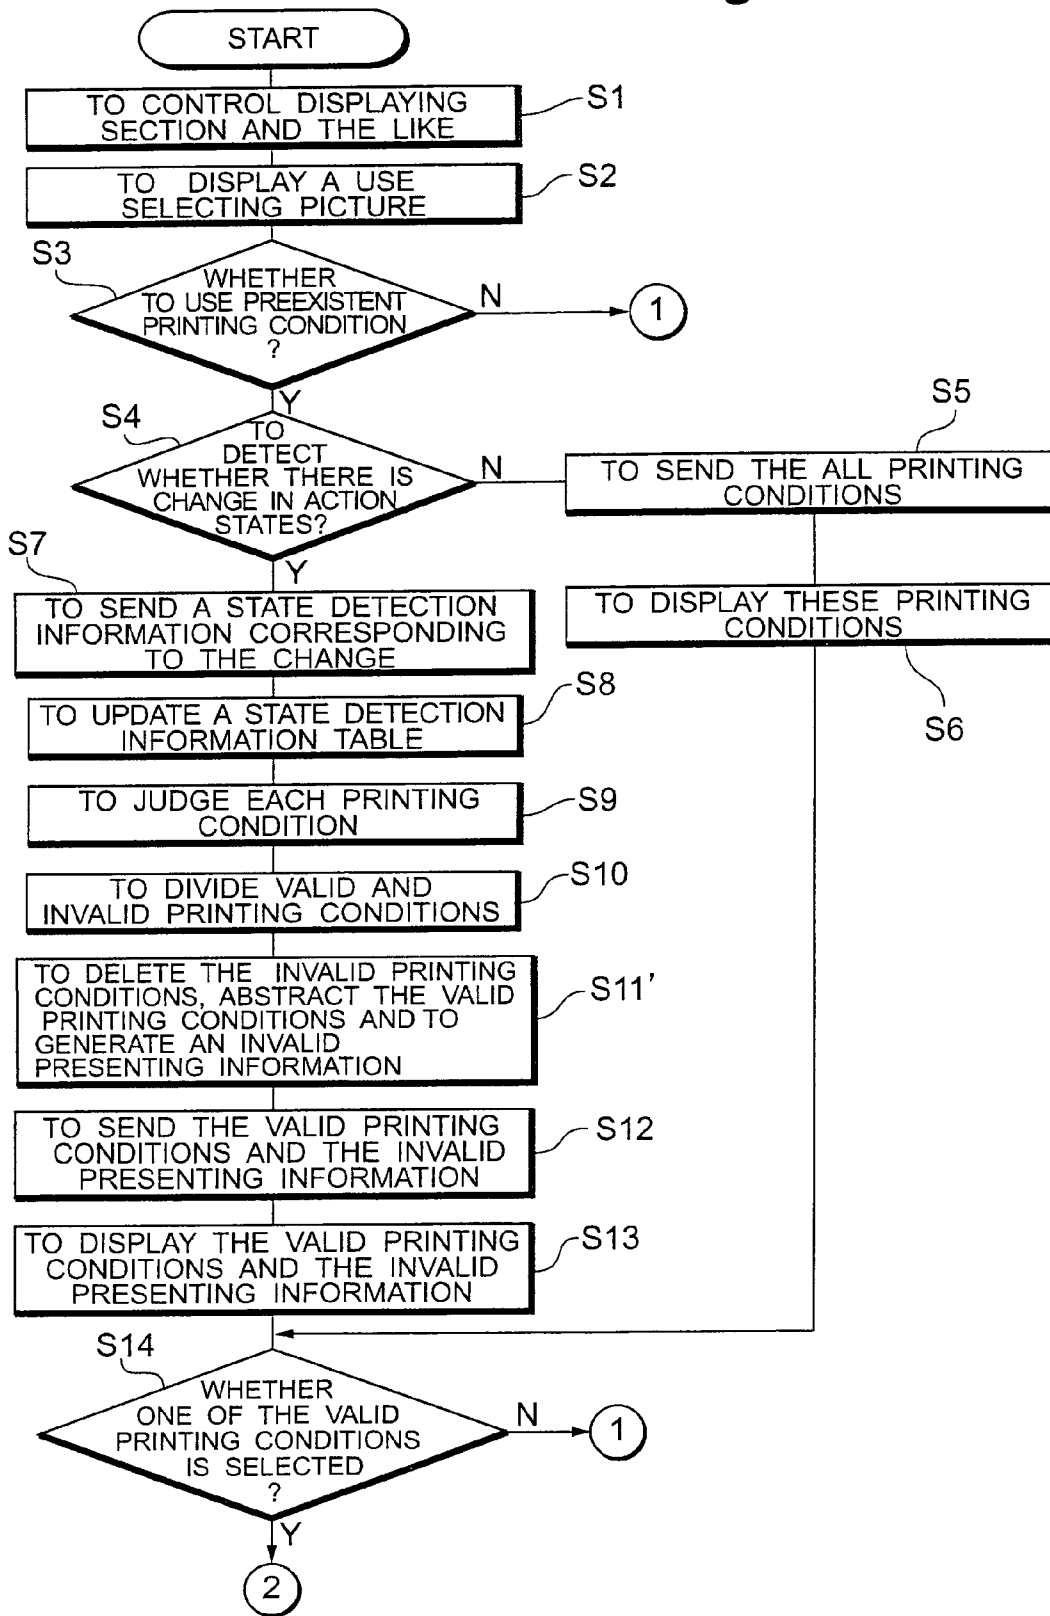 START
TO CONTROL DISPLAYING
SECTION AND THE LIKE
S1
TO DISPLAY A USE
SELECTING PICTURE
S2
S3
WHETHER
TO USE PREEXISTENT
PRINTING CONDITION
?
N
1
Y
S4
TO
DETECT
WHETHER THERE IS
CHANGE IN ACTION
STATES?
N
S5
TO SEND THE ALL PRINTING
CONDITIONS
Y
TO DISPLAY THESE PRINTING
CONDITIONS
S6
S7
TO SEND A STATE DETECTION
INFORMATION CORRESPONDING
TO THE CHANGE
TO UPDATE A STATE DETECTION
INFORMATION TABLE
S8
TO JUDGE EACH PRINTING
CONDITION
S9
TO DIVIDE VALID AND
INVALID PRINTING CONDITIONS
S10
TO DELETE THE INVALID PRINTING
CONDITIONS, ABSTRACT THE VALID
PRINTING CONDITIONS AND TO
GENERATE AN INVALID
PRESENTING INFORMATION
S11'
TO SEND THE VALID PRINTING
CONDITIONS AND THE INVALID
PRESENTING INFORMATION
S12
TO DISPLAY THE VALID PRINTING
CONDITIONS AND THE INVALID
PRESENTING INFORMATION
S13
S14
WHETHER
ONE OF THE VALID
PRINTING CONDITIONS
IS SELECTED
?
N
1
Y
2